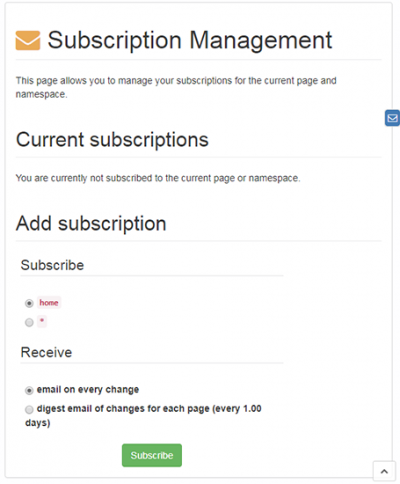 Subscription Management
This page allows you to manage your subscriptions for the current page and
namespace.
Current subscriptions
You are currently not subscribed to the current page or namespace.
Add subscription
Subscribe
home
*
Receive
email on every change
digest email of changes for each page (every 1.00
days)
Subscribe